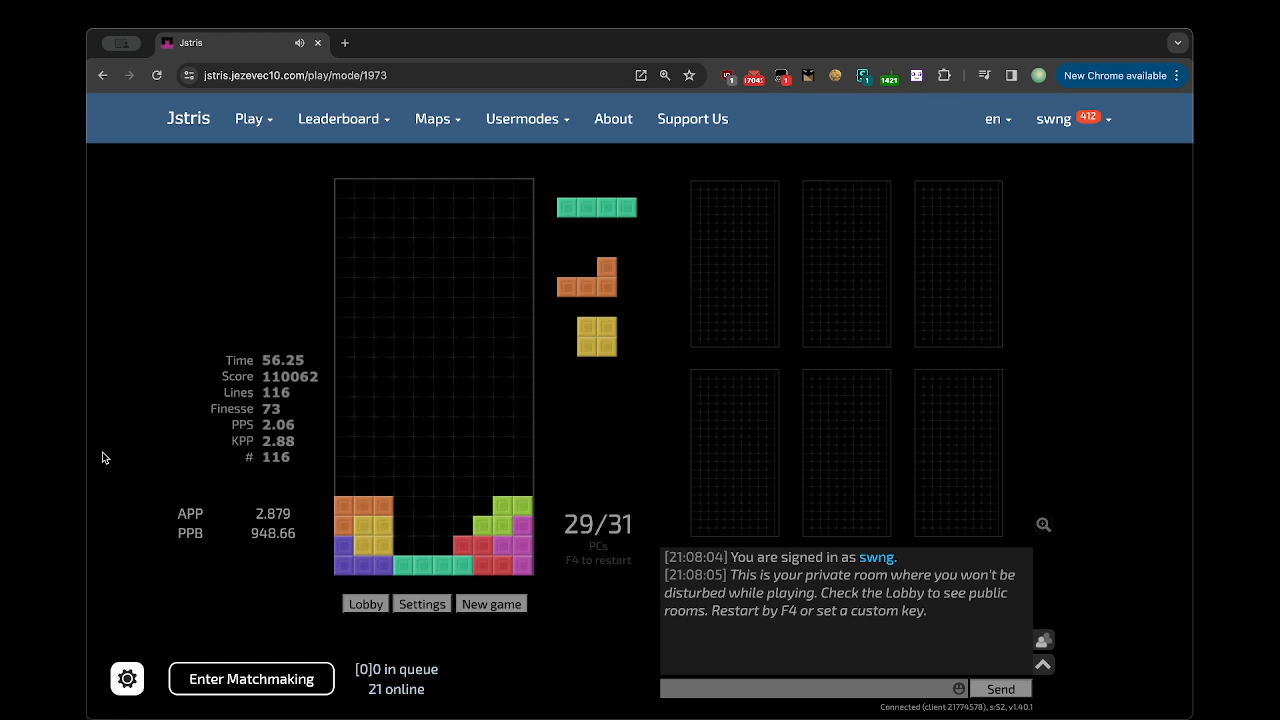 Jstris
jstris.jezevec10.com/play/mode/1973
1 1 1 1421
New Chrome available
Jstris
Play
Leaderboard
Maps
Usermodes
About
Support Us
en
swng 412
Time 56.25
Score 110062
Lines 116
Finesse 73
PPS 2.06
KPP 2.88
# 116
APP 2.879
PPB 948.66
29/31
PCs
F4 to restart
Lobby
Settings
New game
Enter Matchmaking
[0]0 in queue
21 online
[21:08:04] You are signed in as swng.
[21:08:05] This is your private room where you won't be
disturbed while playing. Check the Lobby to see public
rooms. Restart by F4 or set a custom key.
Send
Connected (client 21774578), s:S2, v1.40.1